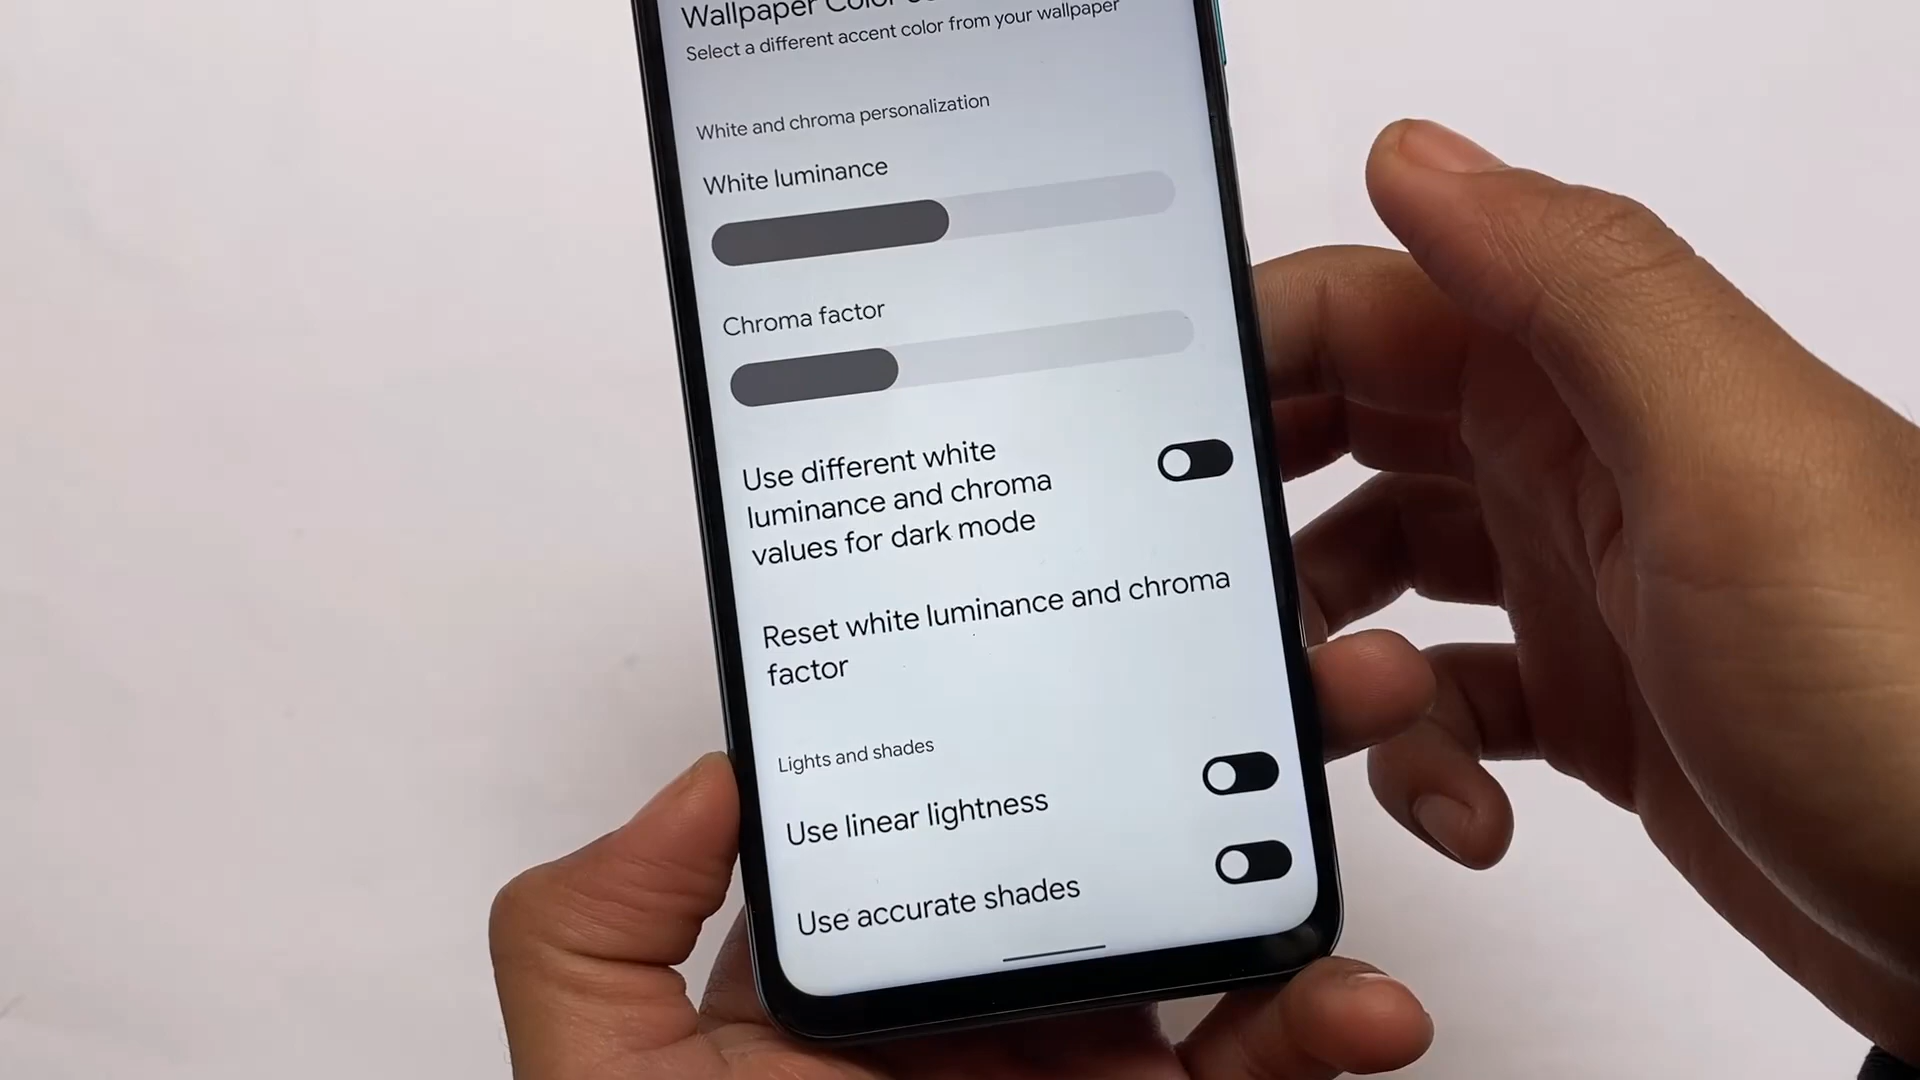 Wallpaper Color
Select a different accent color from your wallpaper
White and chroma personalization
White luminance
Chroma factor
Use different white
luminance and chroma
values for dark mode
Reset white luminance and chroma
factor
Lights and shades
Use linear lightness
Use accurate shades